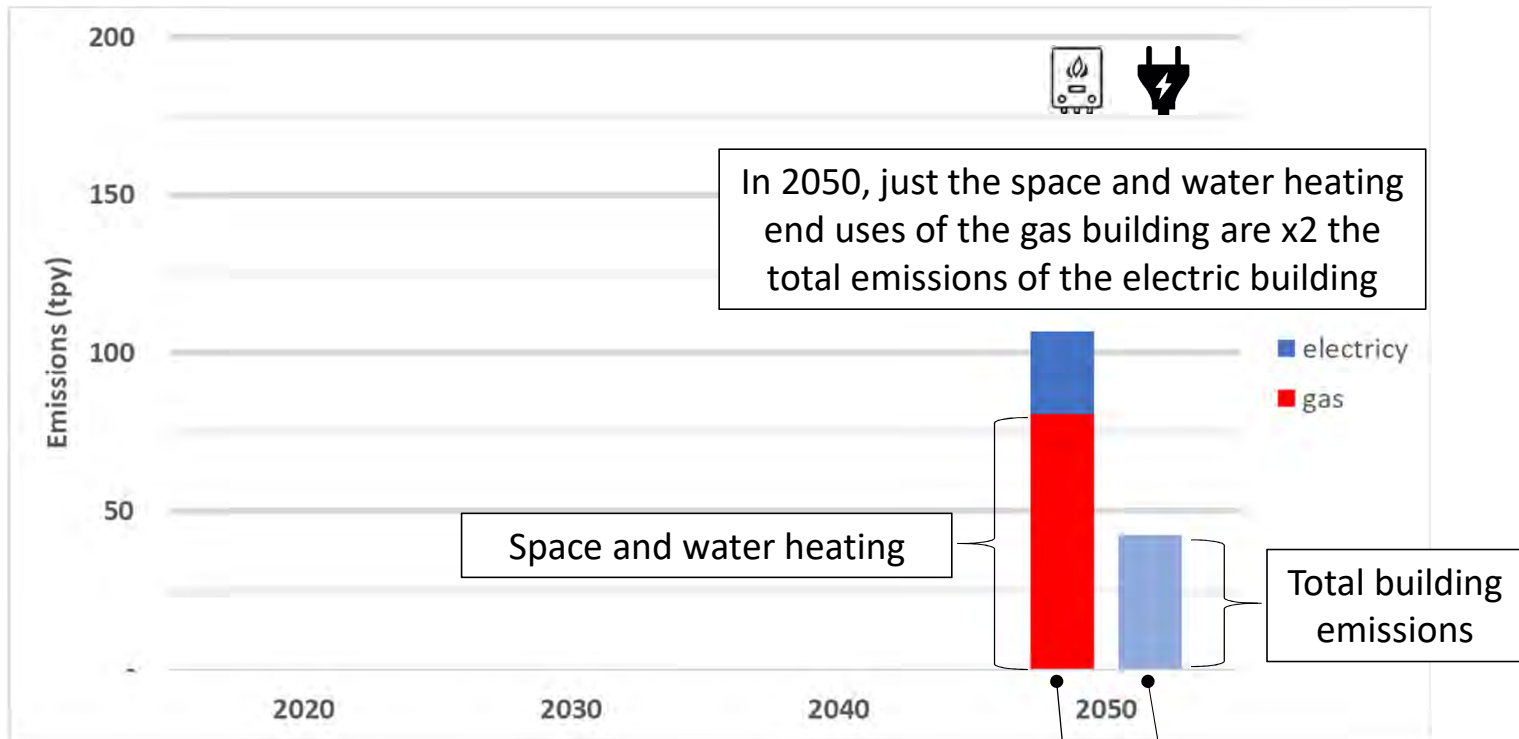 200
In 2050, just the space and water heating
end uses of the gas building are x2 the
total emissions of the electric building
150
Emissions (tpy)
100
electricy
gas
50
Space and water heating
Total building
emissions
-
2020 2030 2040 2050